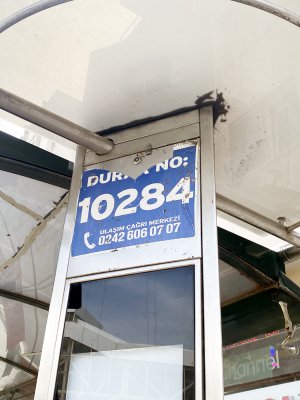 DURAK NO:
10284
ULAŞIM ÇAĞRI MERKEZİ
0242 606 07 07